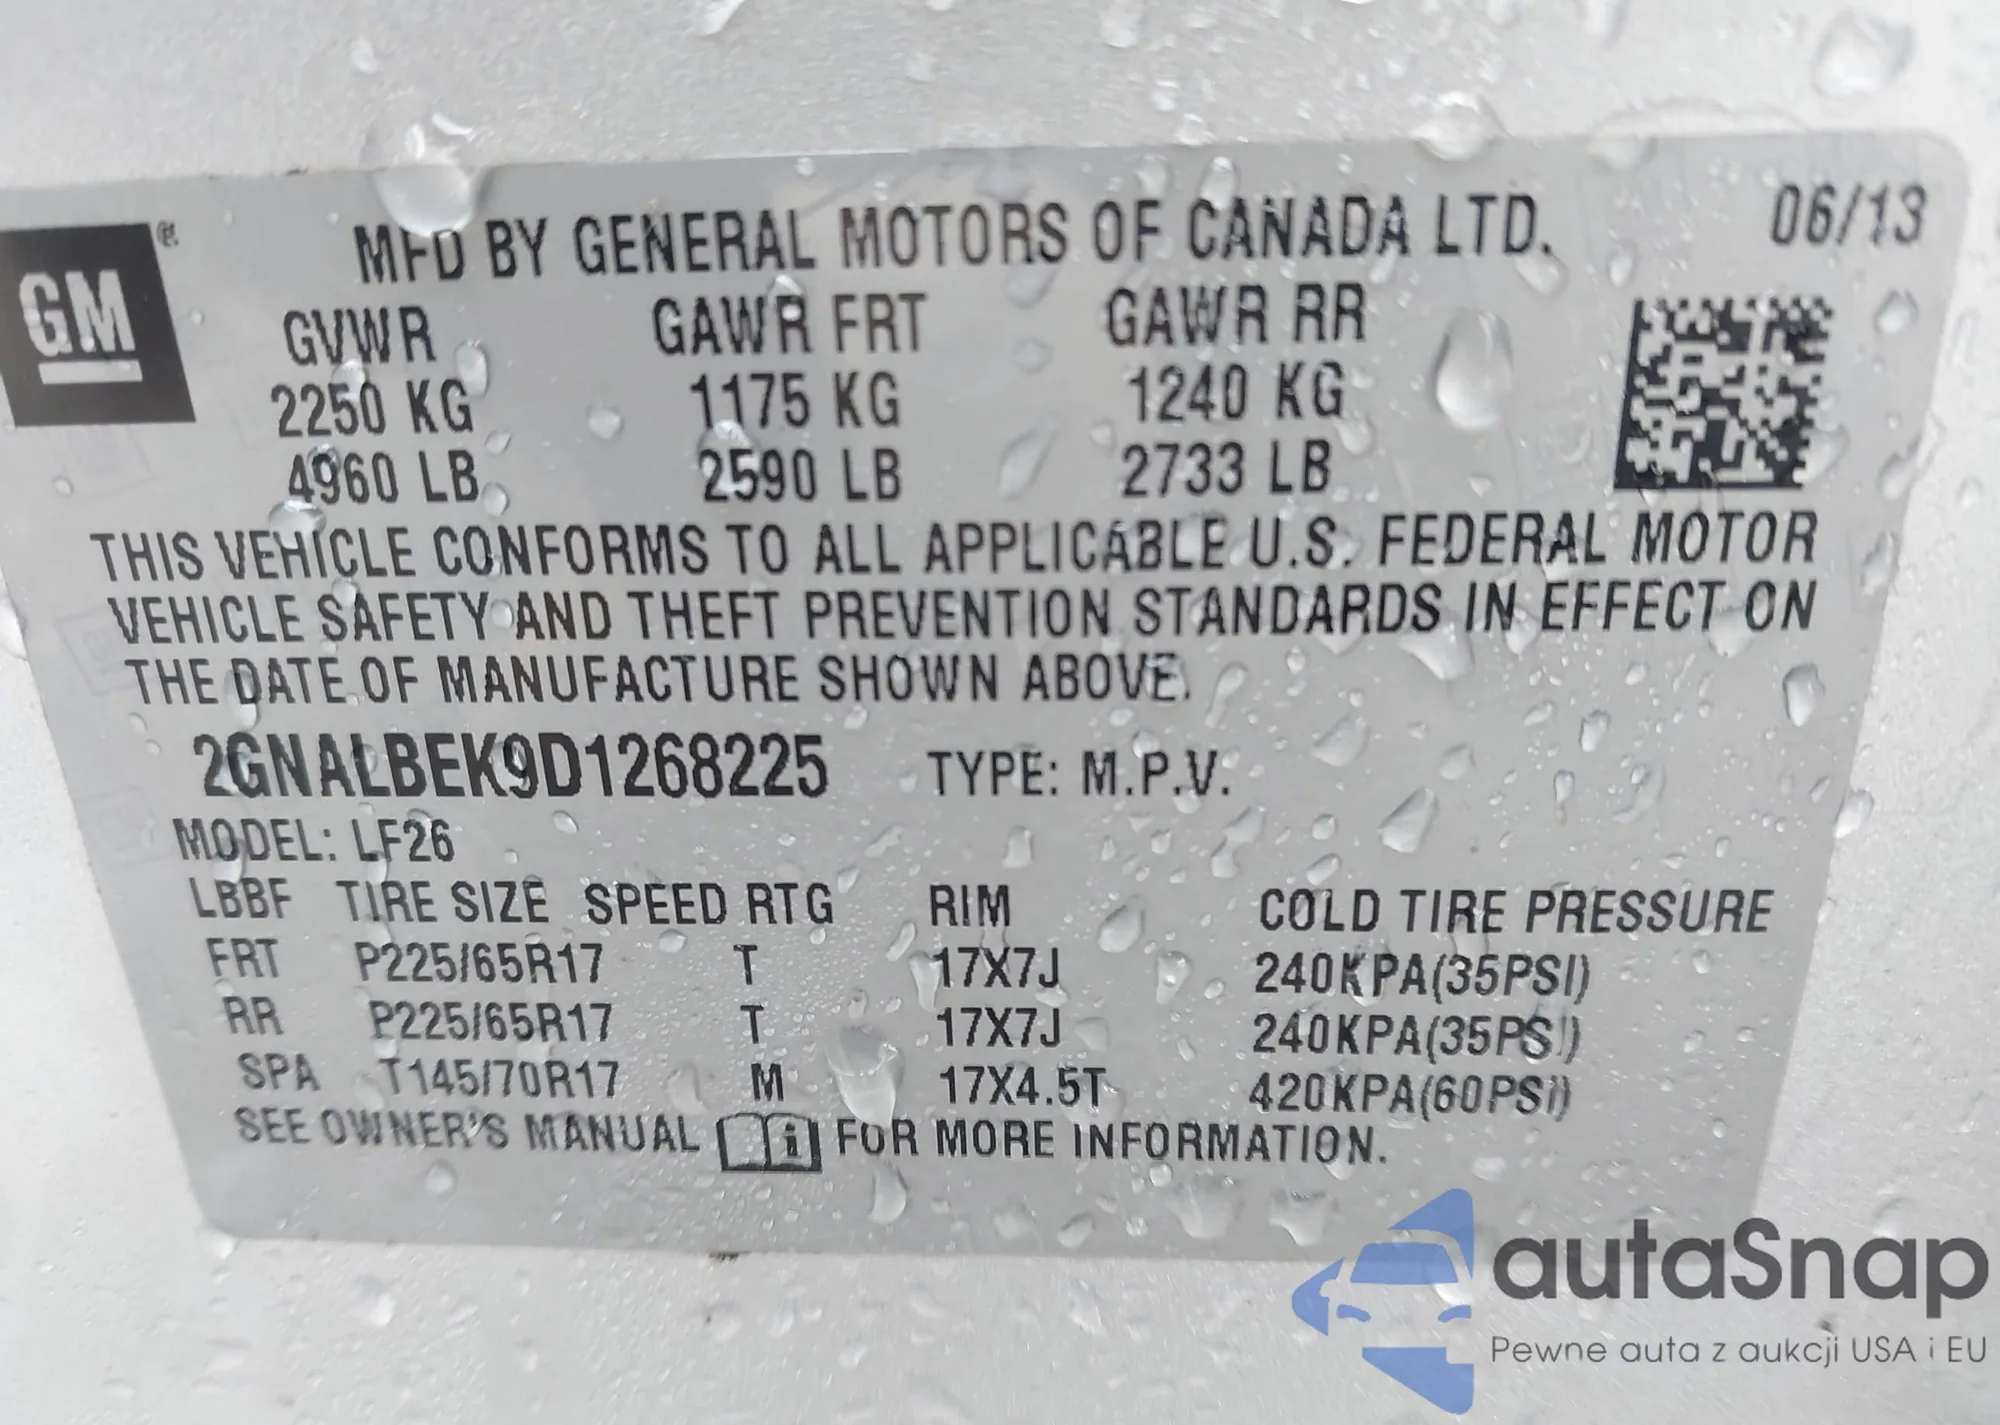 GM®
MFD BY GENERAL MOTORS OF CANADA LTD. 06/13
GVWR GAWR FRT GAWR RR
2250 KG 1175 KG 1240 KG
4960 LB 2590 LB 2733 LB
THIS VEHICLE CONFORMS TO ALL APPLICABLE U.S. FEDERAL MOTOR
VEHICLE SAFETY AND THEFT PREVENTION STANDARDS IN EFFECT ON
THE DATE OF MANUFACTURE SHOWN ABOVE.
2GNALBEK9D1268225 TYPE: M.P.V.
MODEL: LF26
LBBF TIRE SIZE SPEED RTG RIM COLD TIRE PRESSURE
FRT P225/65R17 T 17X7J 240KPA(35PSI)
RR P225/65R17 T 17X7J 240KPA(35PSI)
SPA T145/70R17 M 17X4.5T 420KPA(60PSI)
SEE OWNER'S MANUAL i FOR MORE INFORMATION.
autaSnap
Pewne auta z aukcji USA i EU